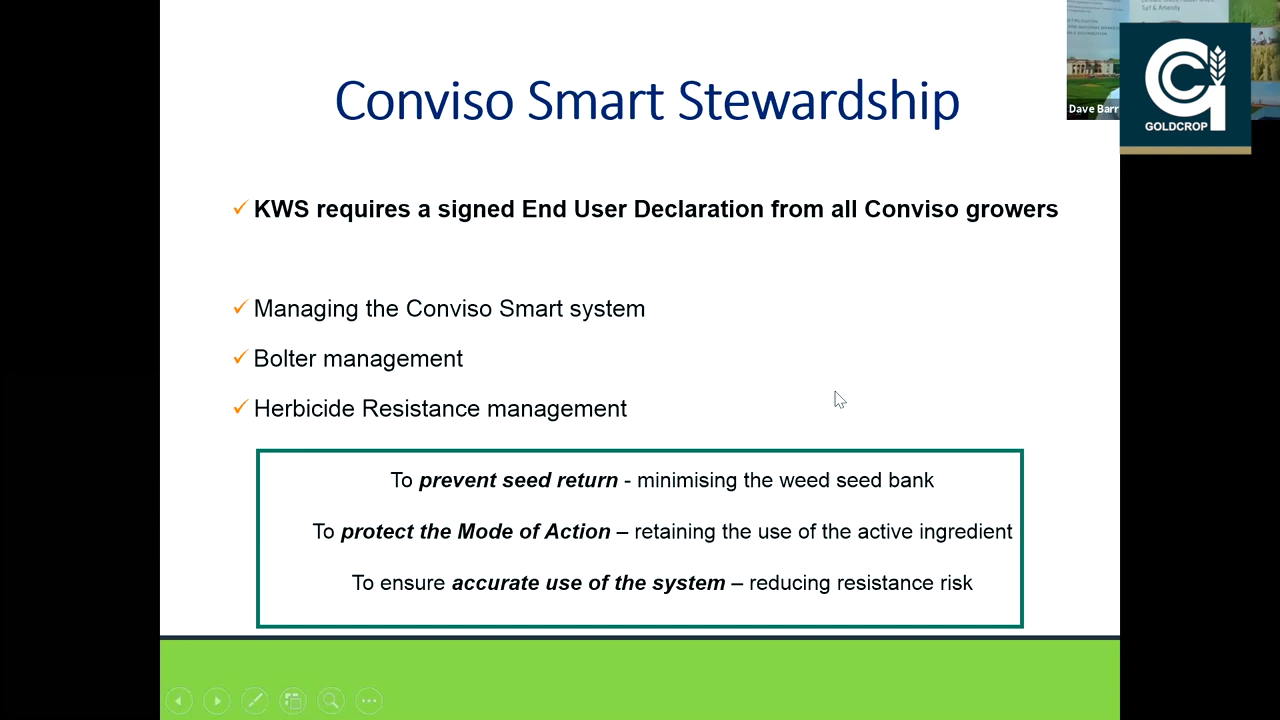 Conviso Smart Stewardship
KWS requires a signed End User Declaration from all Conviso growers
Managing the Conviso Smart system
Bolter management
Herbicide Resistance management
To prevent seed return - minimising the weed seed bank
To protect the Mode of Action – retaining the use of the active ingredient
To ensure accurate use of the system – reducing resistance risk
Turf & Amenity
Dave Barr
GOLDCROP